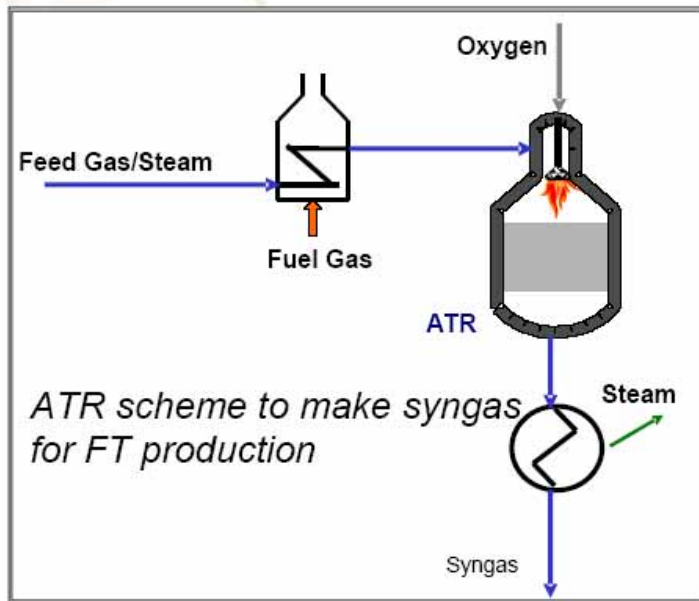 Oxygen
Feed Gas/Steam
Fuel Gas
ATR
ATR scheme to make syngas
for FT production
Steam
Syngas